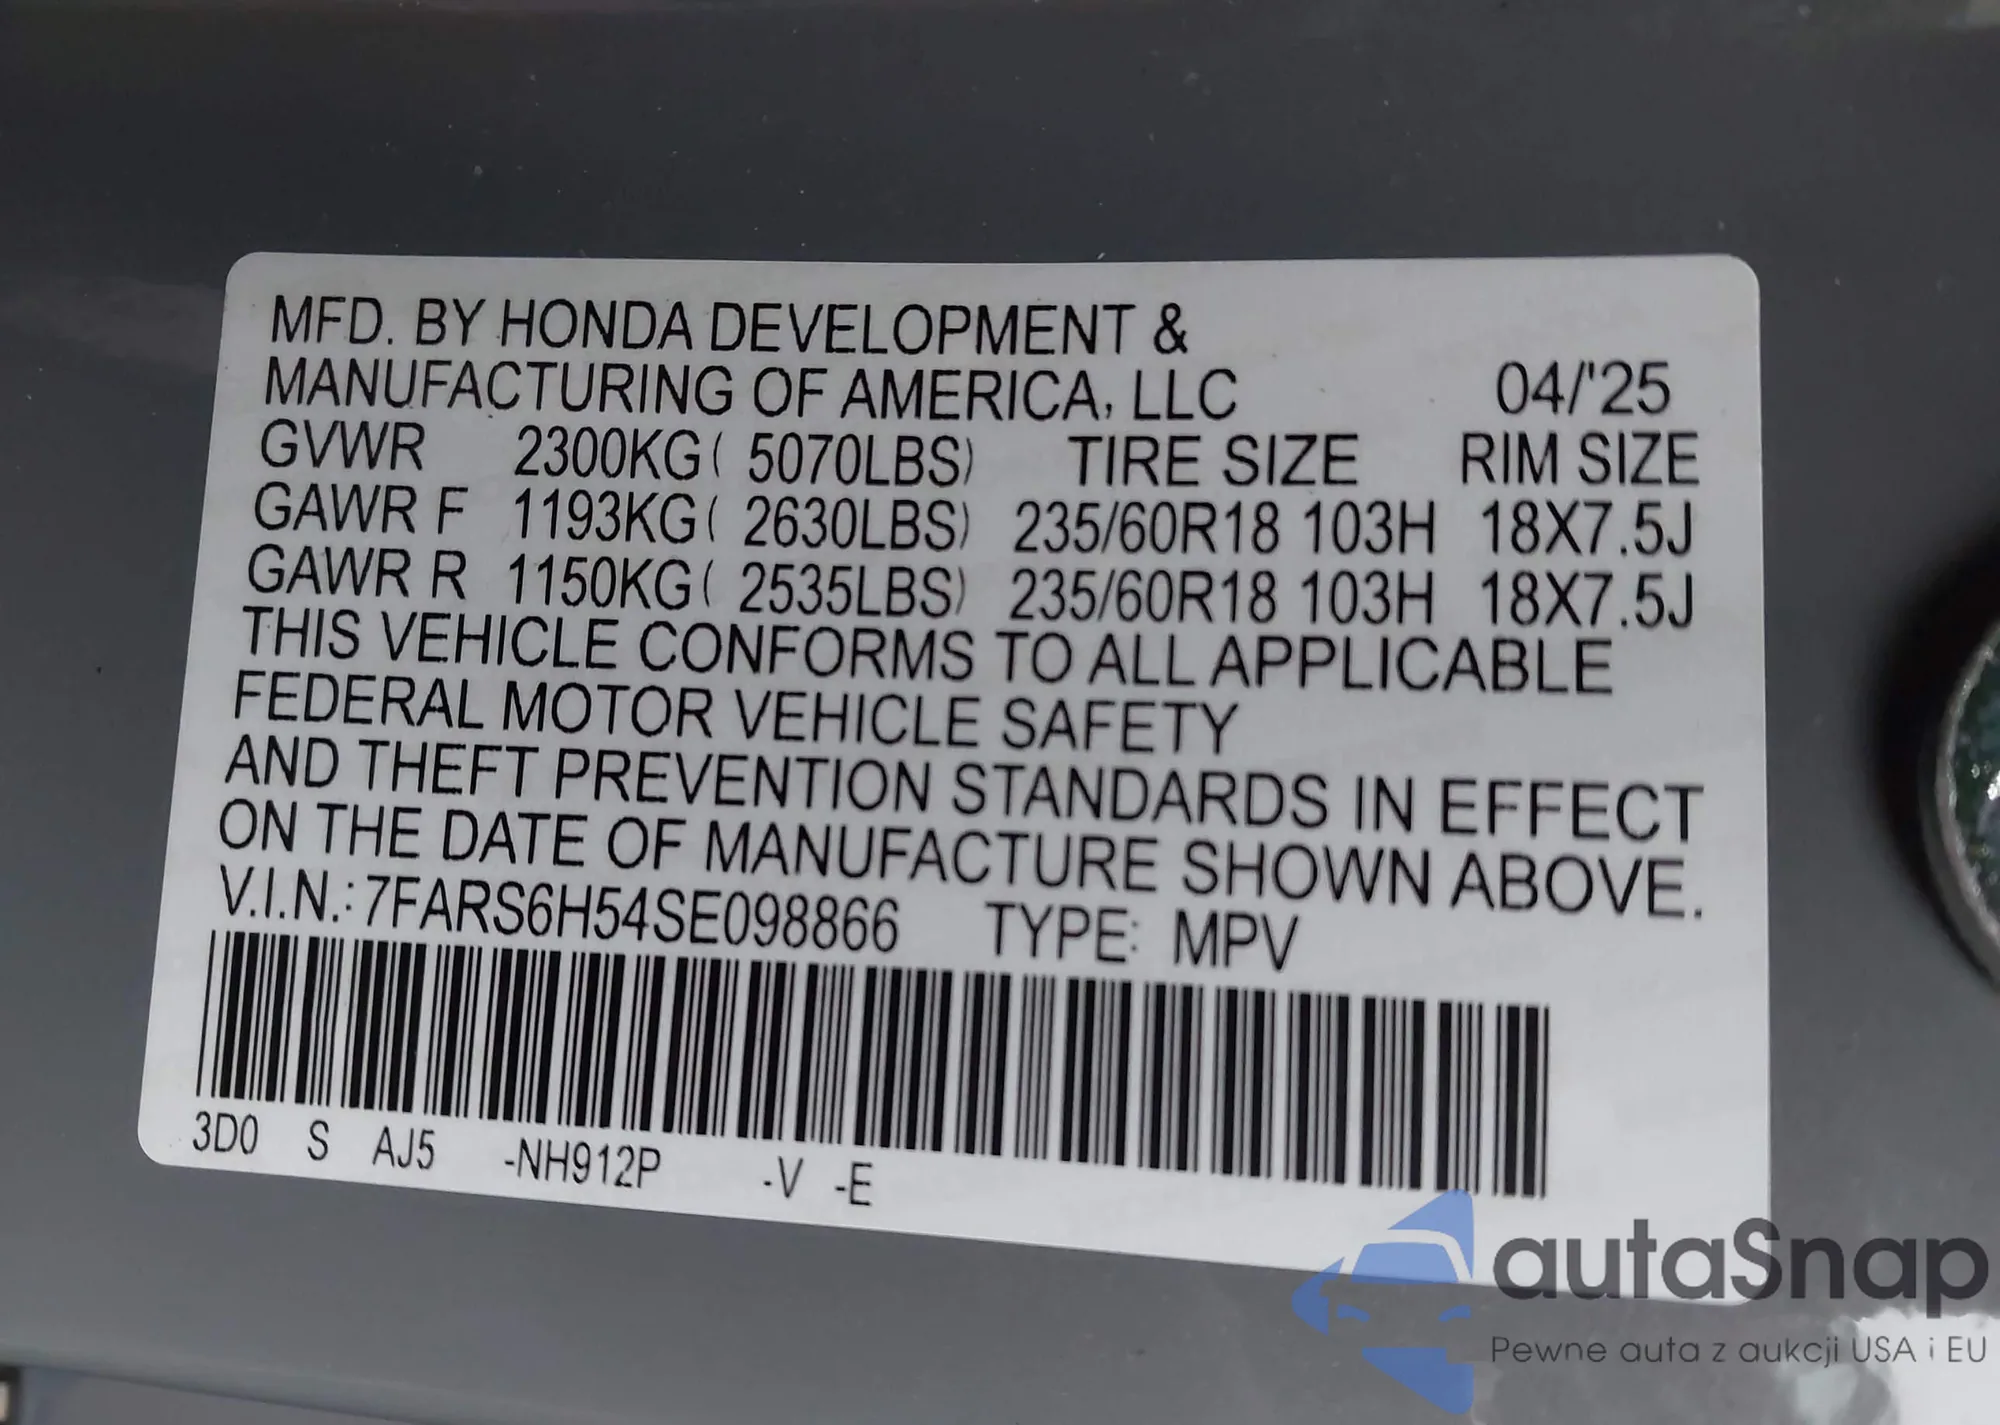 MFD. BY HONDA DEVELOPMENT &
MANUFACTURING OF AMERICA, LLC 04/'25
GVWR 2300KG( 5070LBS) TIRE SIZE RIM SIZE
GAWR F 1193KG( 2630LBS) 235/60R18 103H 18X7.5J
GAWR R 1150KG( 2535LBS) 235/60R18 103H 18X7.5J
THIS VEHICLE CONFORMS TO ALL APPLICABLE
FEDERAL MOTOR VEHICLE SAFETY
AND THEFT PREVENTION STANDARDS IN EFFECT
ON THE DATE OF MANUFACTURE SHOWN ABOVE.
V.I.N.: 7FARS6H54SE098866 TYPE: MPV
3D0 S AJ5 -NH912P -V -E
autaSnap
Pewne auta z aukcji USA i EU